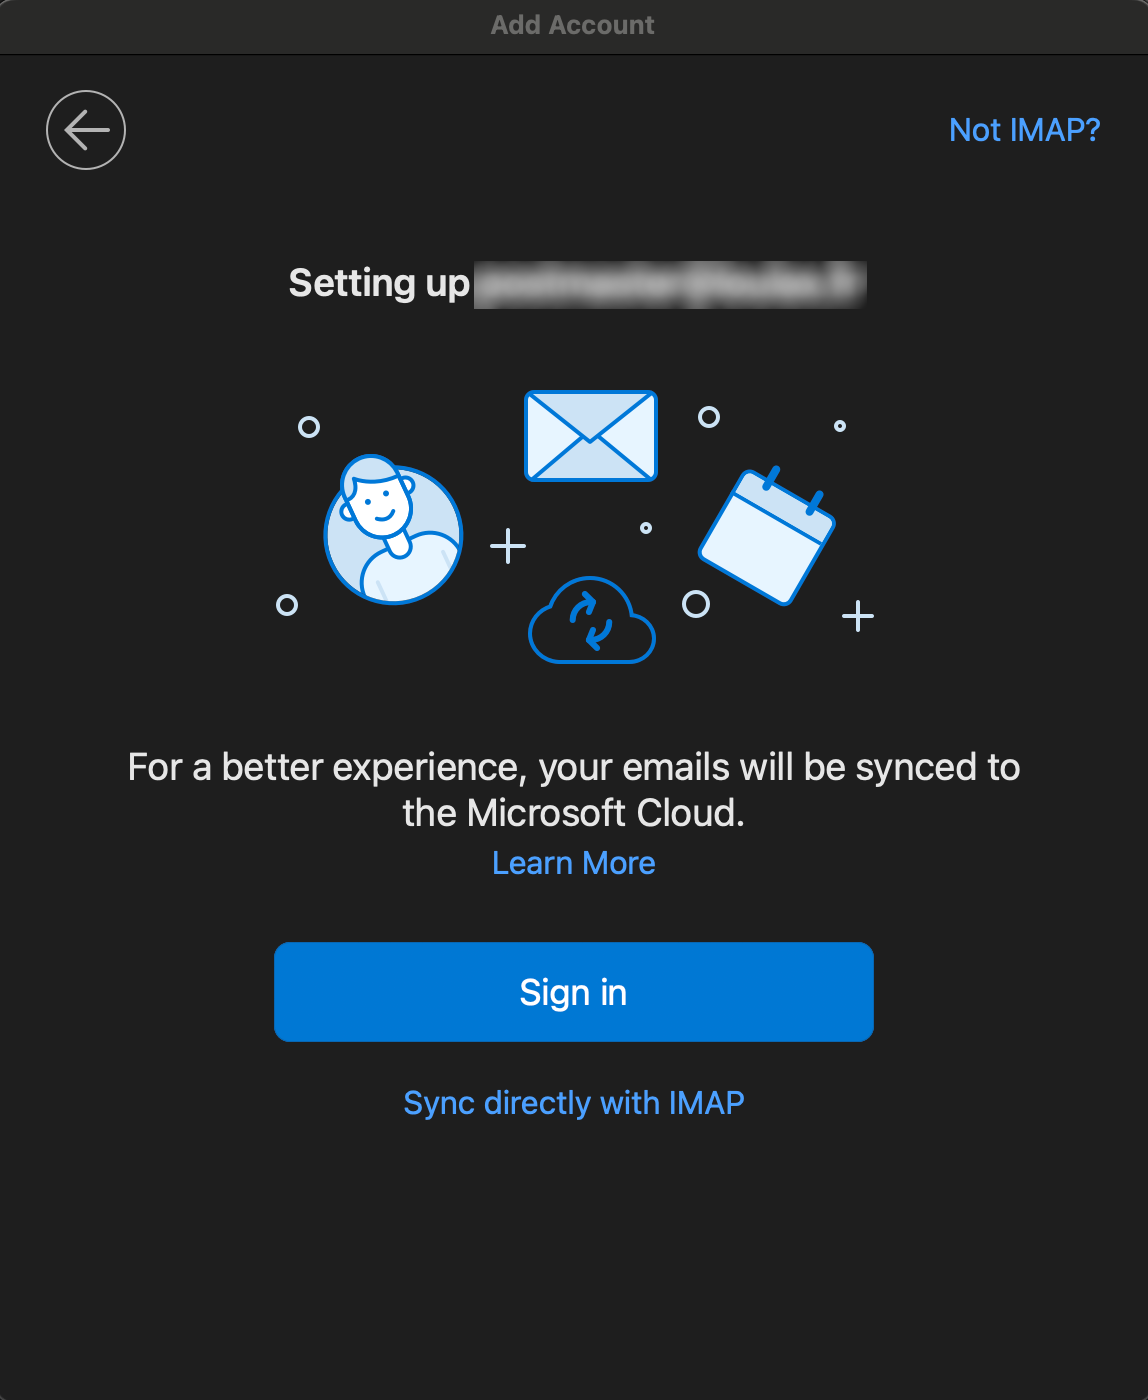 Add Account
Not IMAP?
Setting up
For a better experience, your emails will be synced to
the Microsoft Cloud.
Learn More
Sign in
Sync directly with IMAP